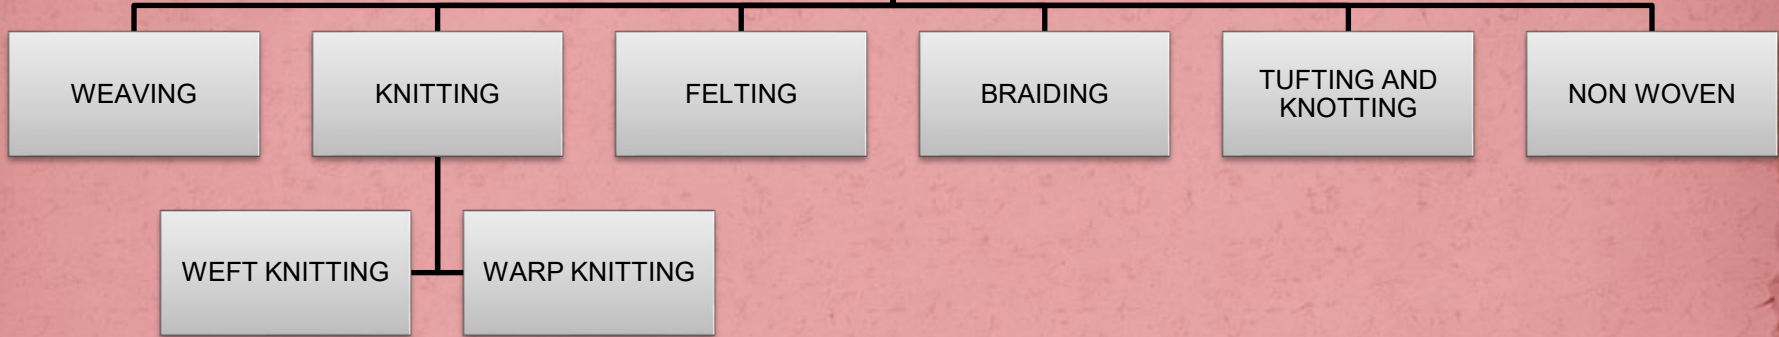 WEAVING
KNITTING
FELTING
BRAIDING
TUFTING AND
KNOTTING
NON WOVEN
WEFT KNITTING
WARP KNITTING